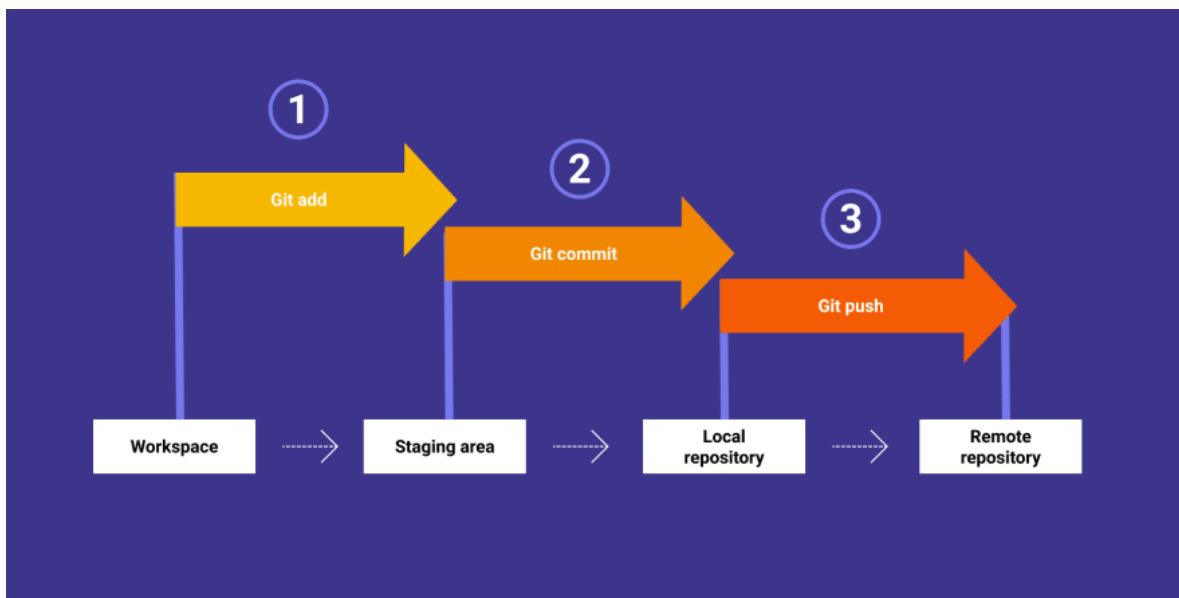 1
Git add
2
Git commit
3
Git push
Workspace
Staging area
Local
repository
Remote
repository